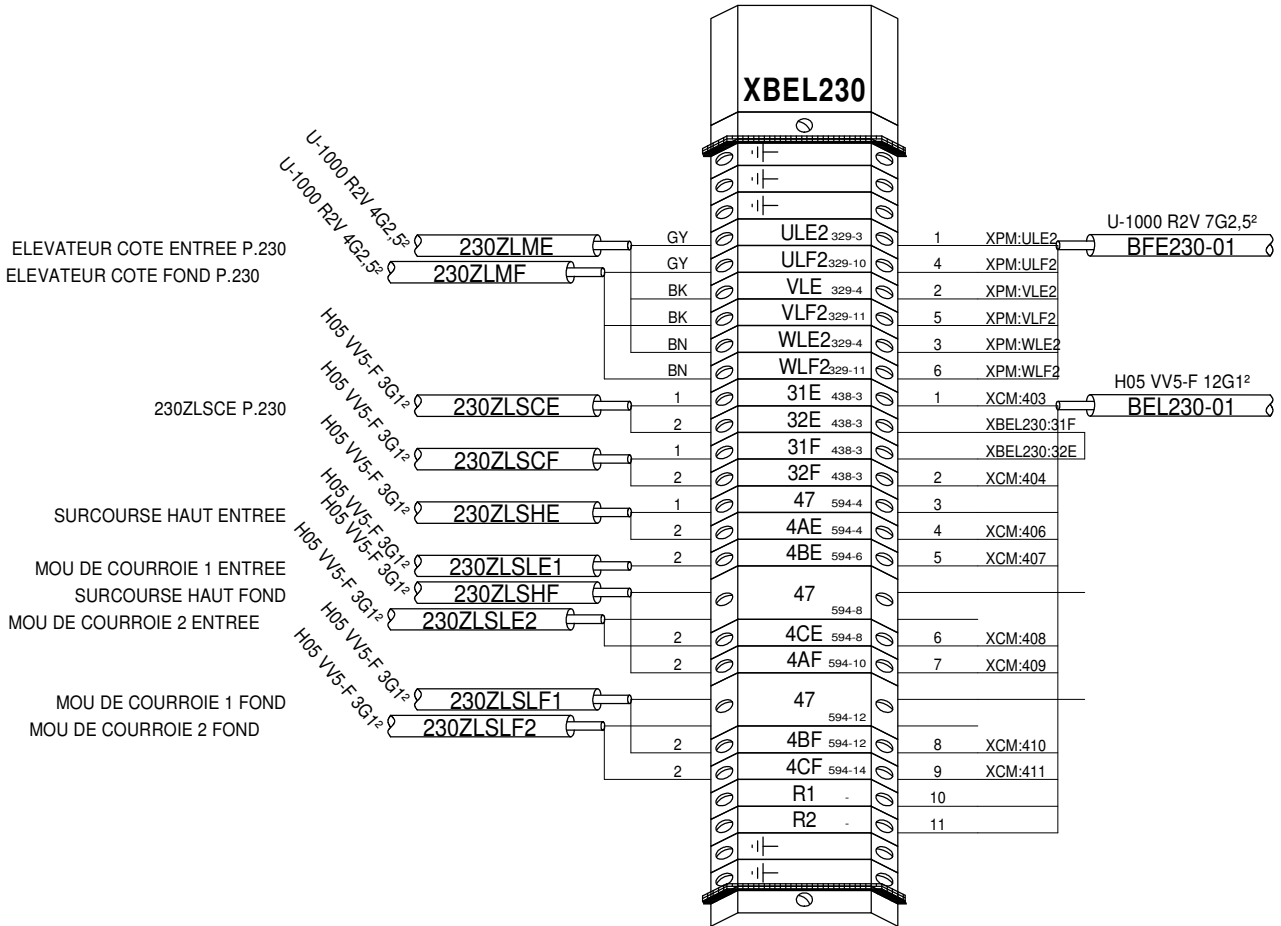 XBEL230
U-1000 R2V 4G2,5²
U-1000 R2V 4G2,5²
U-1000 R2V 7G2,5²
ELEVATEUR COTE ENTREE P.230 230ZLME GY ULE2 329-3 1 XPM:ULE2 BFE230-01
ELEVATEUR COTE FOND P.230 230ZLMF GY ULF2 329-10 4 XPM:ULF2
BK VLE 329-4 2 XPM:VLE2
BK VLF2 329-11 5 XPM:VLF2
BN WLE2 329-4 3 XPM:WLE2
BN WLF2 329-11 6 XPM:WLF2
H05 VV5-F 3G1²
H05 VV5-F 12G1²
230ZLSCE P.230 230ZLSCE 1 31E 438-3 1 XCM:403 BEL230-01
2 32E 438-3 XBEL230:31F
H05 VV5-F 3G1²
230ZLSCF 1 31F 438-3 XBEL230:32E
2 32F 438-3 2 XCM:404
H05 VV5-F 3G1²
SURCOURSE HAUT ENTREE 230ZLSHE 1 47 594-4 3
2 4AE 594-4 4 XCM:406
H05 VV5-F 3G1²
MOU DE COURROIE 1 ENTREE 230ZLSLE1 2 4BE 594-6 5 XCM:407
H05 VV5-F 3G1²
SURCOURSE HAUT FOND 230ZLSHF 47 594-8
H05 VV5-F 3G1²
MOU DE COURROIE 2 ENTREE 230ZLSLE2
2 4CE 594-8 6 XCM:408
2 4AF 594-10 7 XCM:409
H05 VV5-F 3G1²
MOU DE COURROIE 1 FOND 230ZLSLF1 47 594-12
H05 VV5-F 3G1²
MOU DE COURROIE 2 FOND 230ZLSLF2
2 4BF 594-12 8 XCM:410
2 4CF 594-14 9 XCM:411
R1 - 10
R2 - 11